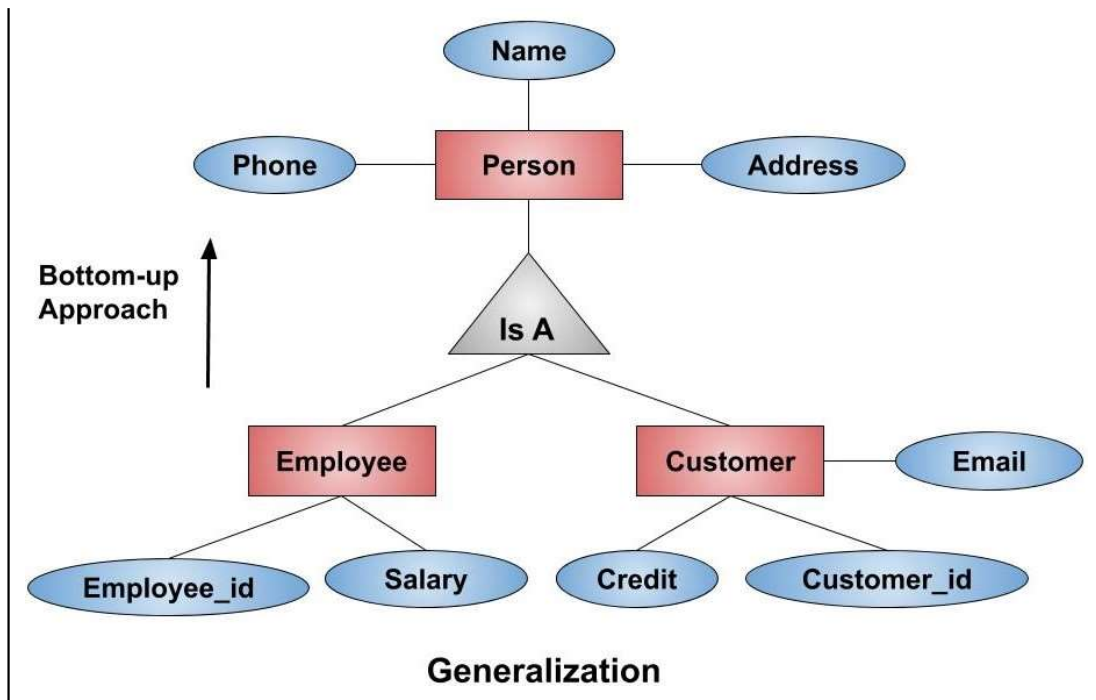 Name
Phone
Person
Address
Bottom-up
Approach
Is A
Employee
Customer
Email
Employee_id
Salary
Credit
Customer_id
Generalization